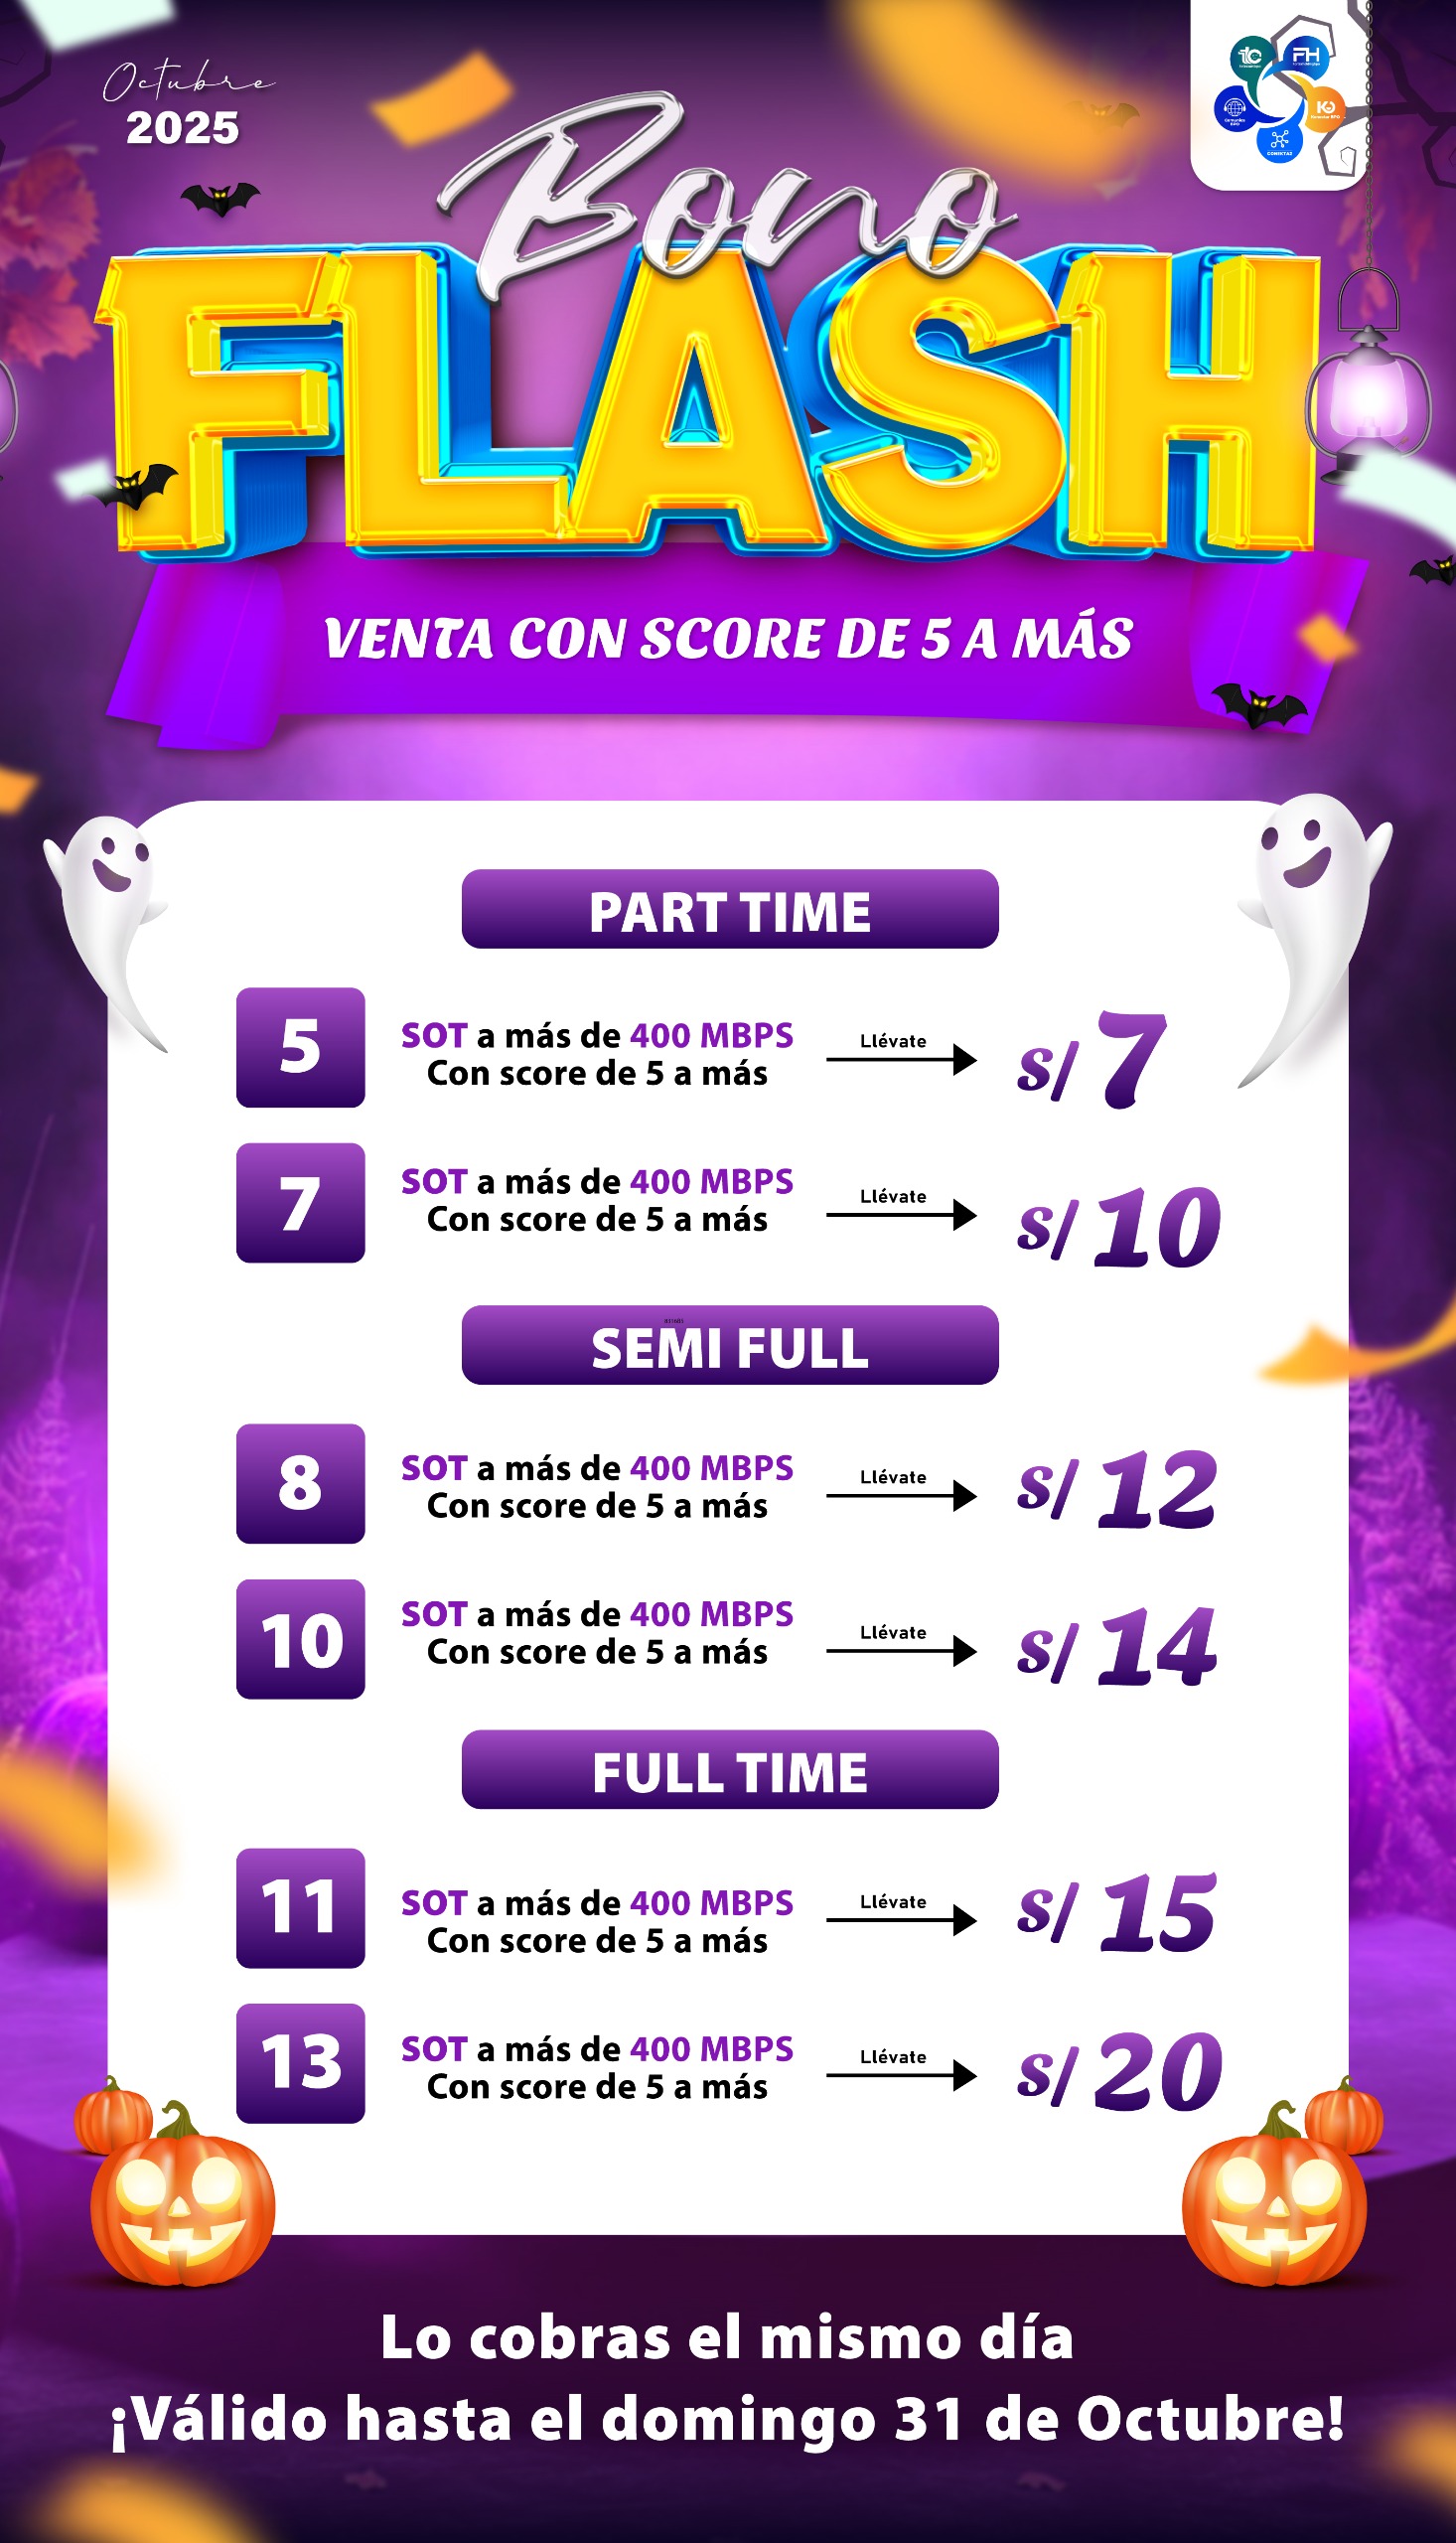 Octubre
2025
Bono
FLASH
VENTA CON SCORE DE 5 A MÁS
PART TIME
5
SOT a más de 400 MBPS
Con score de 5 a más
Llévate
s/ 7
7
SOT a más de 400 MBPS
Con score de 5 a más
Llévate
s/ 10
SEMI FULL
8
SOT a más de 400 MBPS
Con score de 5 a más
Llévate
s/ 12
10
SOT a más de 400 MBPS
Con score de 5 a más
Llévate
s/ 14
FULL TIME
11
SOT a más de 400 MBPS
Con score de 5 a más
Llévate
s/ 15
13
SOT a más de 400 MBPS
Con score de 5 a más
Llévate
s/ 20
Lo cobras el mismo día
¡Válido hasta el domingo 31 de Octubre!